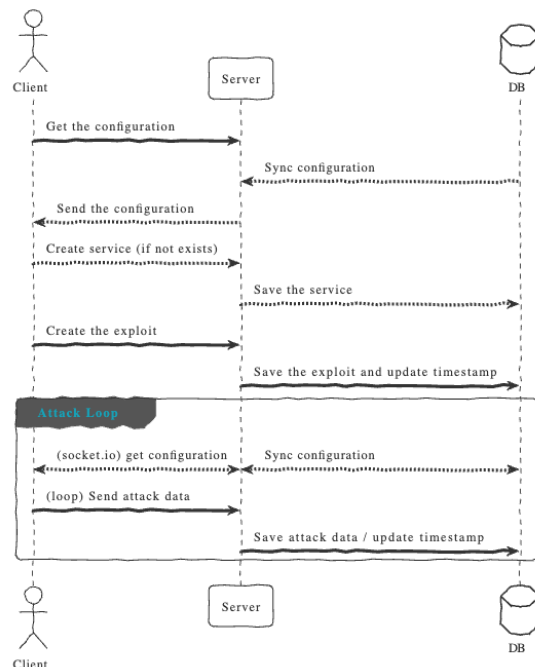 Client
Server
DB
Get the configuration
Sync configuration
Send the configuration
Create service (if not exists)
Save the service
Create the exploit
Save the exploit and update timestamp
Attack Loop
(socket.io) get configuration
Sync configuration
(loop) Send attack data
Save attack data / update timestamp
Server
DB
Client